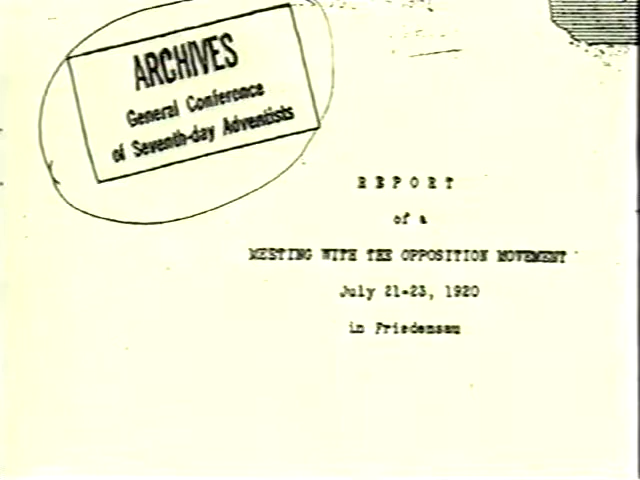 ARCHIVES
General Conference
of Seventh-day Adventists
R E P O R T
of a
MEETING WITH THE OPPOSITION MOVEMENT
July 21-23, 1920
in Friedensau